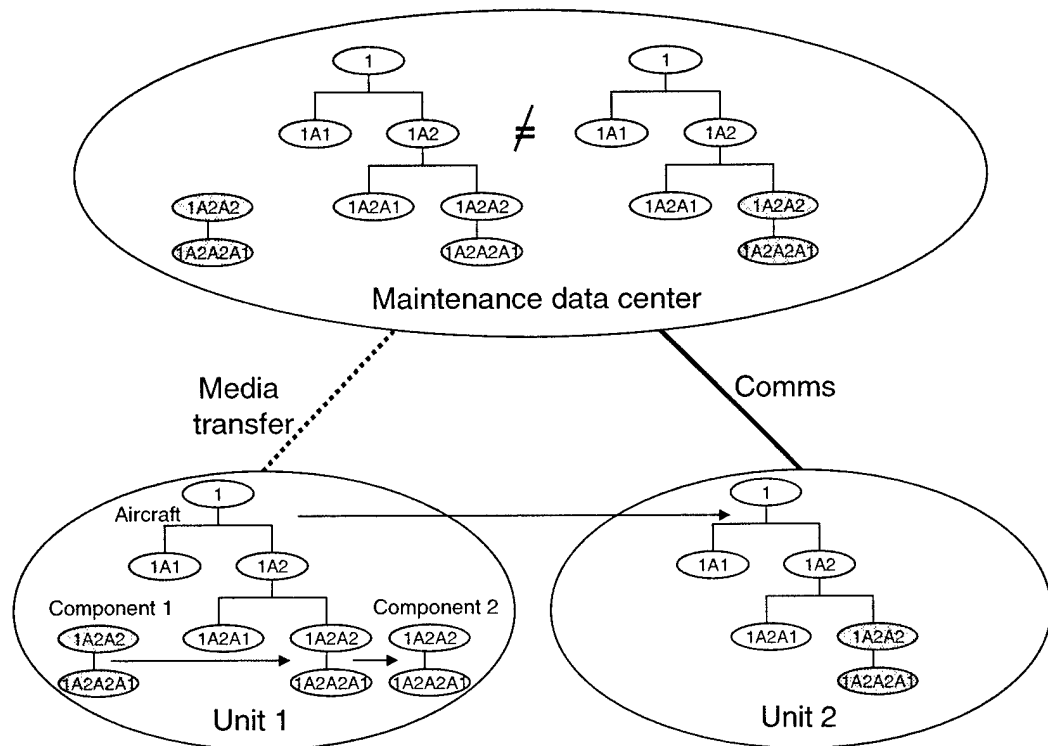 1 1
1A1 1A2 ≠ 1A1 1A2
1A2A2 1A2A1 1A2A2 1A2A1 1A2A2
1A2A2A1 1A2A2A1 1A2A2A1
Maintenance data center
Media
transfer
Comms
1
Aircraft
1A1 1A2
Component 1 Component 2
1A2A2 1A2A1 1A2A2 1A2A2
1A2A2A1 1A2A2A1 1A2A2A1
Unit 1
1
1A1 1A2
1A2A1 1A2A2
1A2A2A1
Unit 2